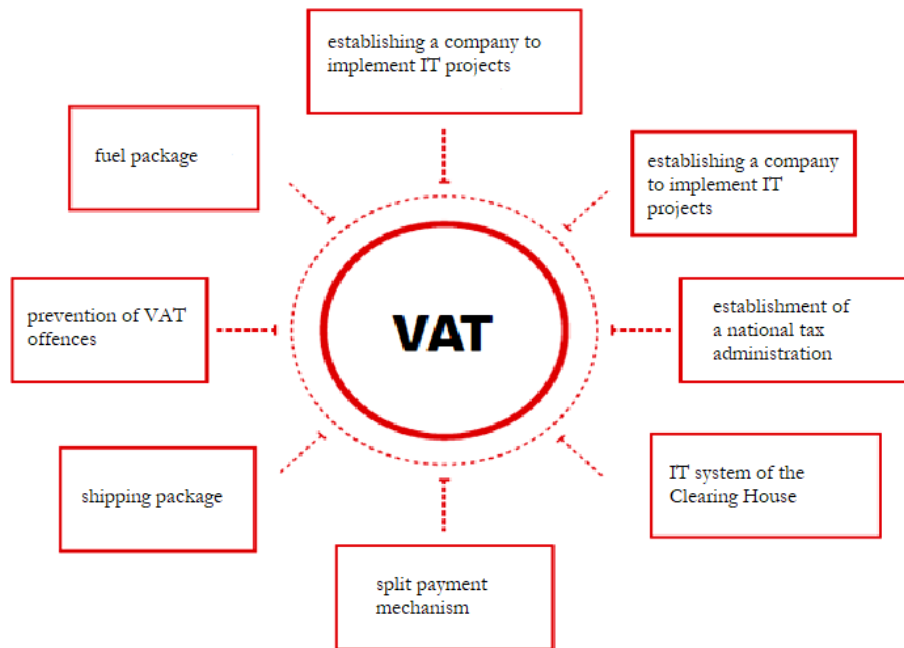 establishing a company to
implement IT projects
fuel package
establishing a company
to implement IT
projects
prevention of VAT
offences
VAT
establishment of
a national tax
administration
shipping package
IT system of the
Clearing House
split payment
mechanism